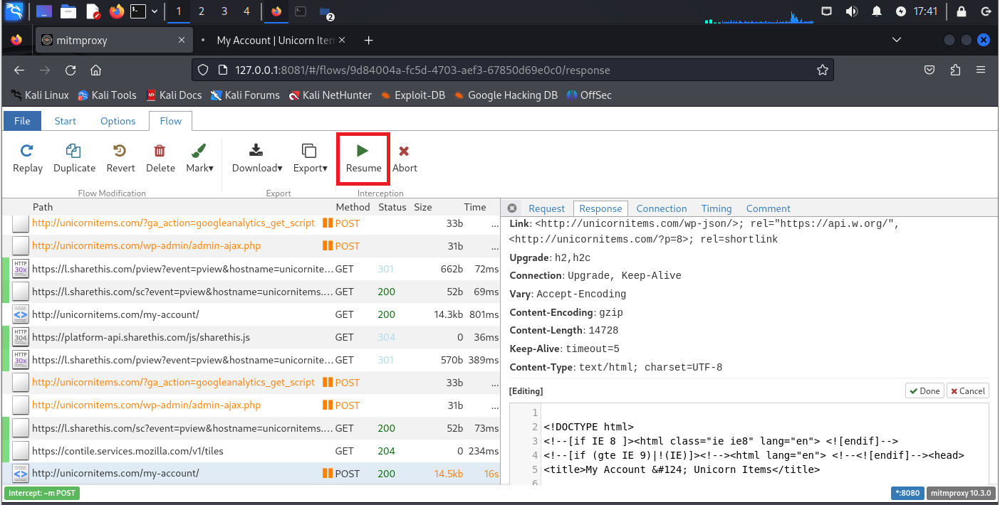 1 2 3 4 2 17:41
mitmproxy My Account | Unicorn Item
127.0.0.1:8081/#/flows/9d84004a-fc5d-4703-aef3-67850d69e0c0/response
Kali Linux Kali Tools Kali Docs Kali Forums Kali NetHunter Exploit-DB Google Hacking DB OffSec
File Start Options Flow
Replay Duplicate Revert Delete Mark▾ Download▾ Export▾ Resume Abort
Flow Modification Export Interception
Path Method Status Size Time
http://unicornitems.com/?ga_action=googleanalytics_get_script POST 33b ...
http://unicornitems.com/wp-admin/admin-ajax.php POST 31b ...
HTTP 30x https://l.sharethis.com/pview?event=pview&hostname=unicornite... GET 301 662b 72ms
https://l.sharethis.com/sc?event=pview&hostname=unicornitems.... GET 200 52b 69ms
http://unicornitems.com/my-account/ GET 200 14.3kb 801ms
HTTP 304 https://platform-api.sharethis.com/js/sharethis.js GET 304 0 36ms
HTTP 30x https://l.sharethis.com/pview?event=pview&hostname=unicornite... GET 301 570b 389ms
http://unicornitems.com/?ga_action=googleanalytics_get_script POST 33b ...
http://unicornitems.com/wp-admin/admin-ajax.php POST 31b ...
https://l.sharethis.com/sc?event=pview&hostname=unicornitems.... GET 200 52b 73ms
https://contile.services.mozilla.com/v1/tiles GET 204 0 234ms
http://unicornitems.com/my-account/ POST 200 14.5kb 16s
Request Response Connection Timing Comment
Link: <http://unicornitems.com/wp-json/>; rel="https://api.w.org/",
<http://unicornitems.com/?p=8>; rel=shortlink
Upgrade: h2,h2c
Connection: Upgrade, Keep-Alive
Vary: Accept-Encoding
Content-Encoding: gzip
Content-Length: 14728
Keep-Alive: timeout=5
Content-Type: text/html; charset=UTF-8
[Editing] Done Cancel
1
2 <!DOCTYPE html>
3 <!--[if IE 8 ]><html class="ie ie8" lang="en"> <![endif]-->
4 <!--[if (gte IE 9)|!(IE)]><!--><html lang="en"> <!--<![endif]--><head>
5 <title>My Account &#124; Unicorn Items</title>
6
Intercept: ~m POST *:8080 mitmproxy 10.3.0